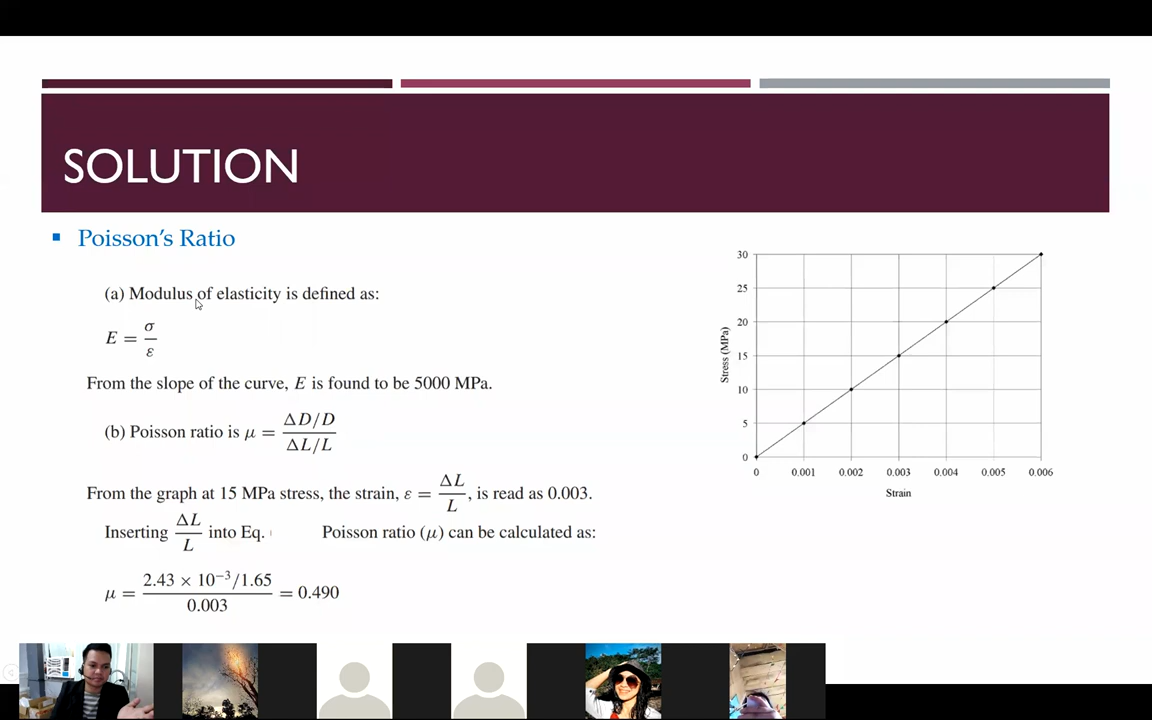 SOLUTION
▪ Poisson's Ratio
(a) Modulus of elasticity is defined as:
E = σ/ε
From the slope of the curve, E is found to be 5000 MPa.
(b) Poisson ratio is μ = (ΔD/D)/(ΔL/L)
From the graph at 15 MPa stress, the strain, ε = ΔL/L, is read as 0.003.
Inserting ΔL/L into Eq. Poisson ratio (μ) can be calculated as:
μ = (2.43 × 10⁻³/1.65)/0.003 = 0.490
Stress (MPa)
30
25
20
15
10
5
0
0 0.001 0.002 0.003 0.004 0.005 0.006
Strain